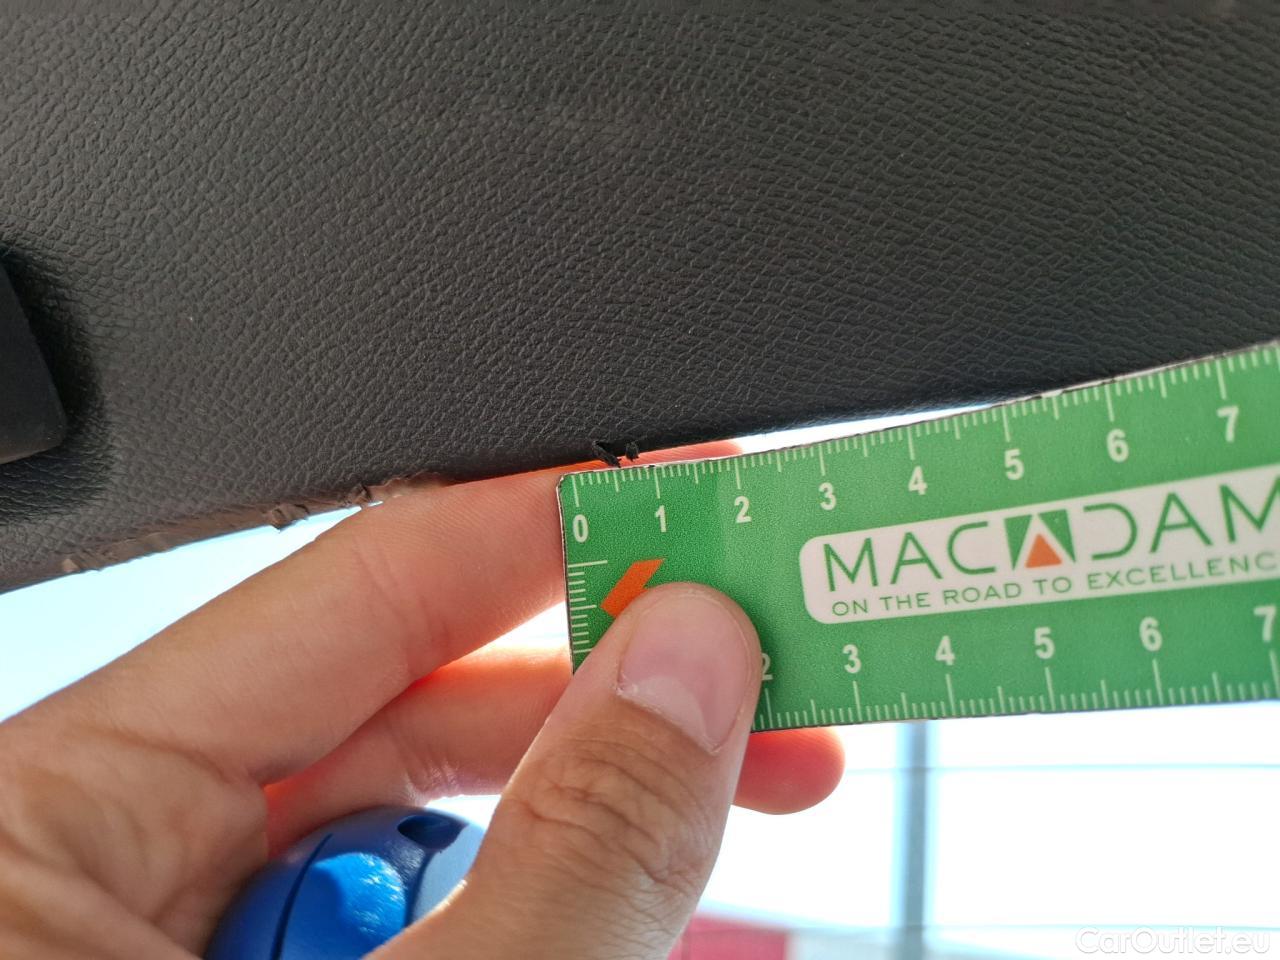 0 1 2 3 4 5 6 7
MACADAM
ON THE ROAD TO EXCELLENC
2 3 4 5 6 7
CarOutlet.eu